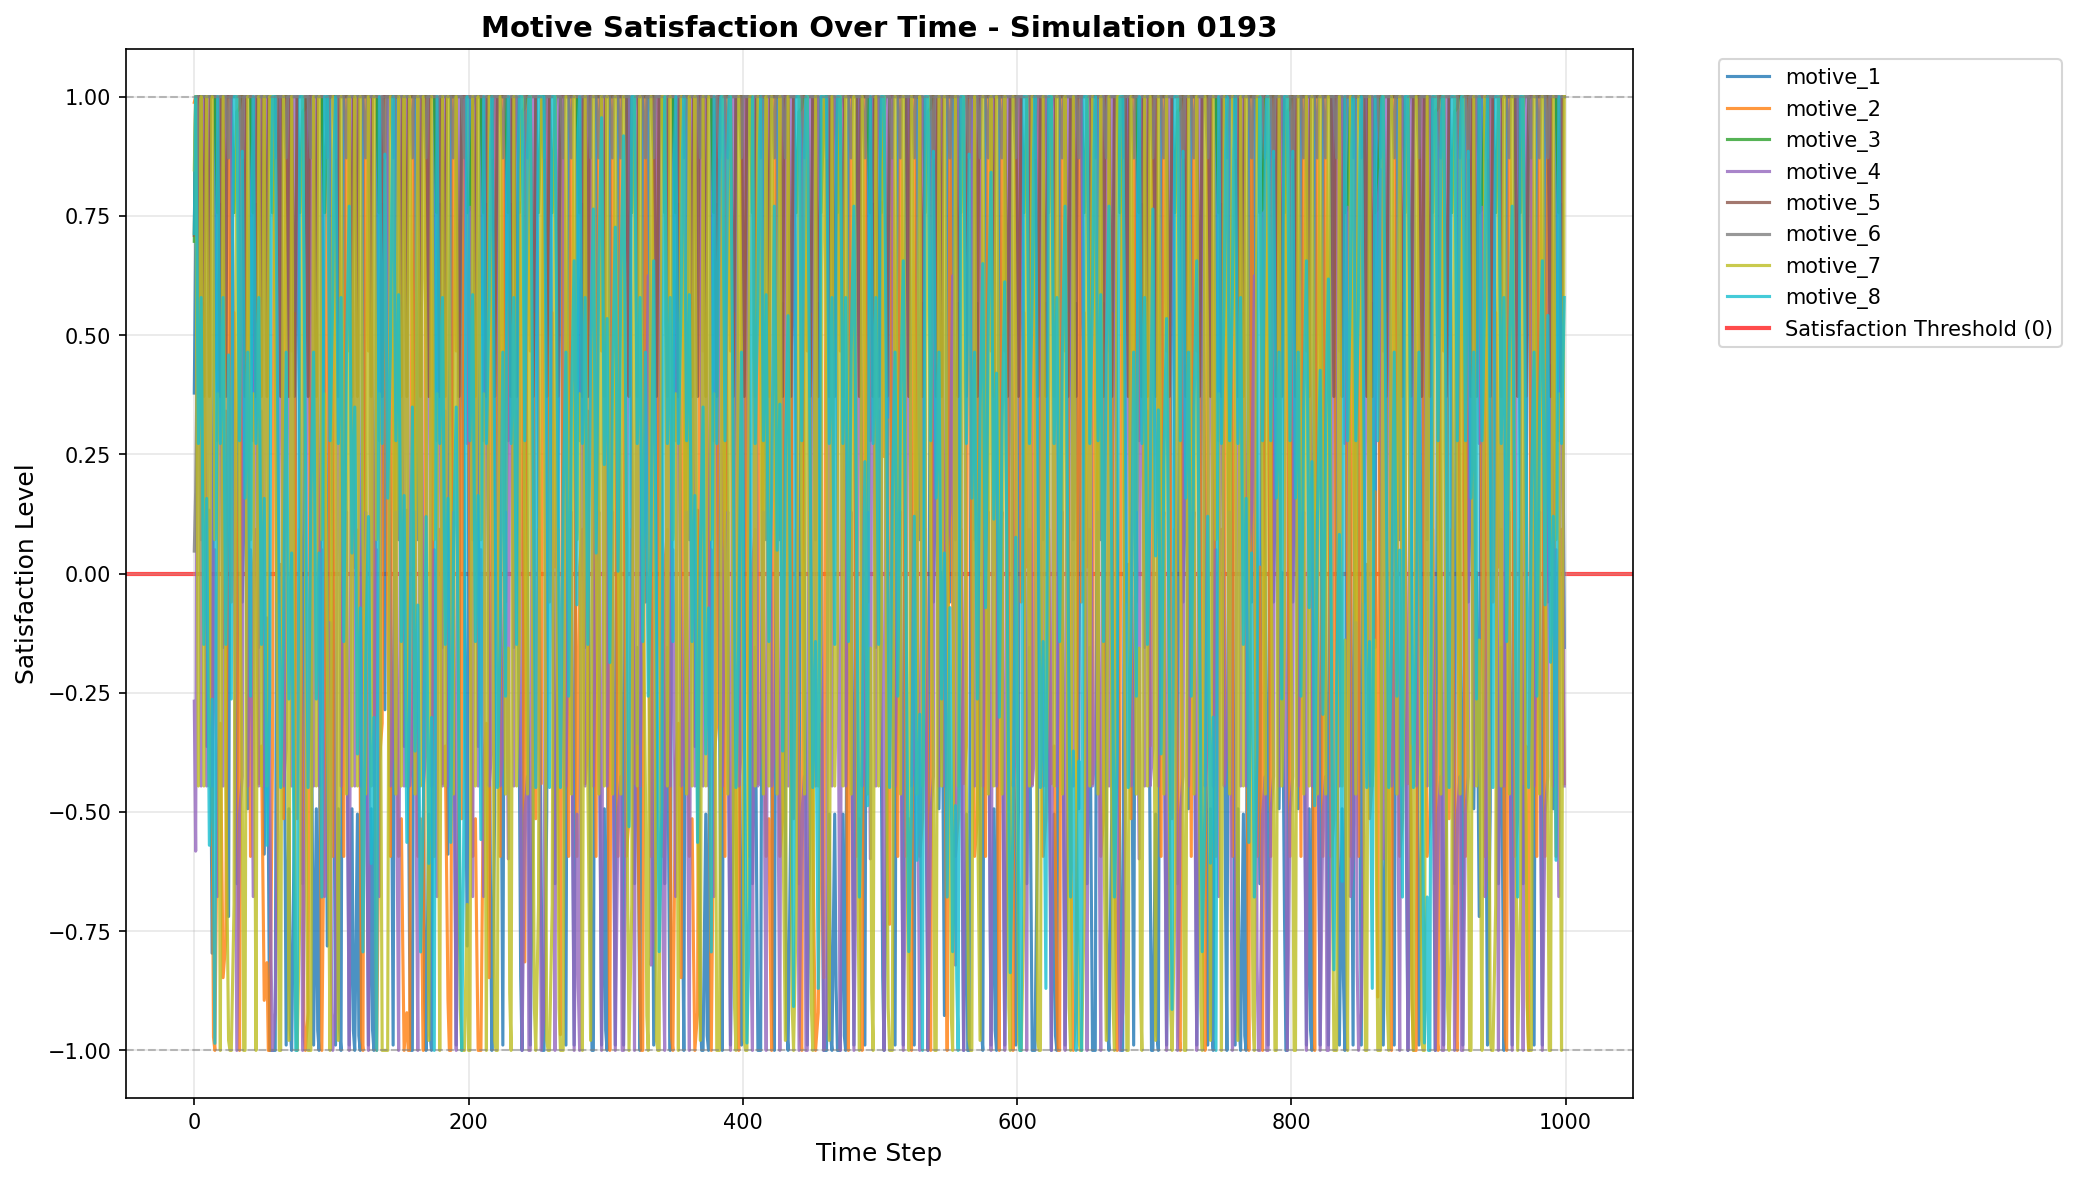 Motive Satisfaction Over Time - Simulation 0193
1.00
0.75
0.50
0.25
0.00
−0.25
−0.50
−0.75
−1.00
Satisfaction Level
0
200
400
600
800
1000
Time Step
motive_1
motive_2
motive_3
motive_4
motive_5
motive_6
motive_7
motive_8
Satisfaction Threshold (0)